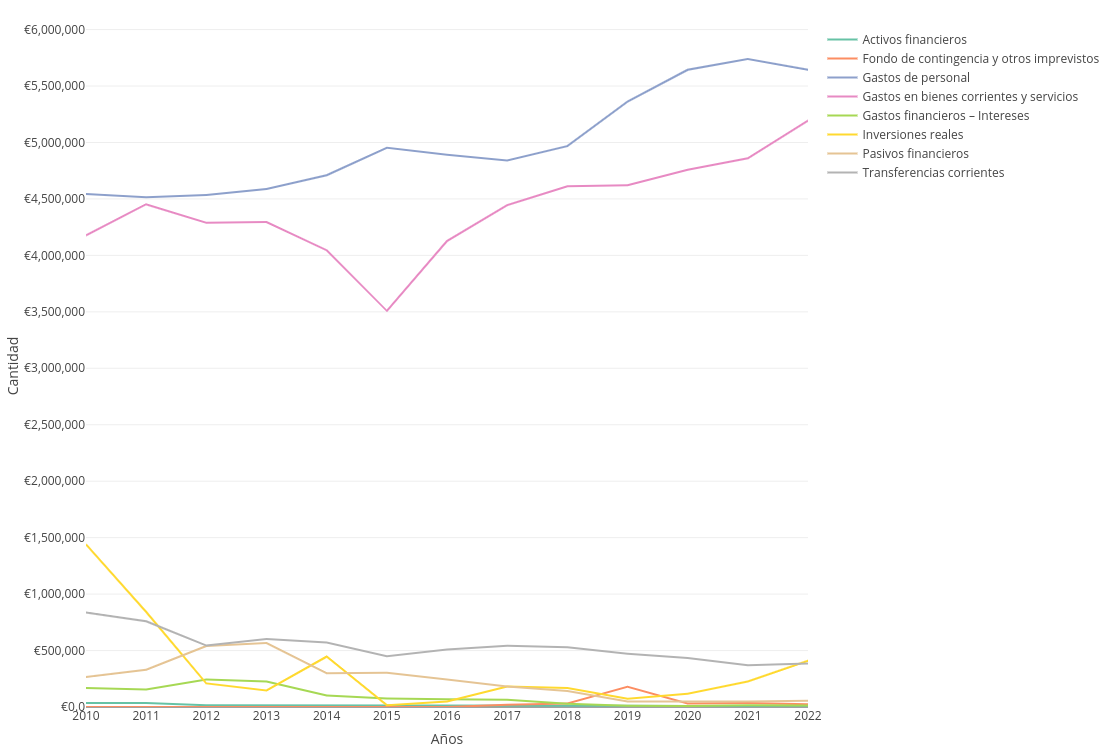 €6,000,000
€5,500,000
€5,000,000
€4,500,000
€4,000,000
€3,500,000
€3,000,000
€2,500,000
€2,000,000
€1,500,000
€1,000,000
€500,000
€0.0
Cantidad
2010 2011 2012 2013 2014 2015 2016 2017 2018 2019 2020 2021 2022
Años
Activos financieros
Fondo de contingencia y otros imprevistos
Gastos de personal
Gastos en bienes corrientes y servicios
Gastos financieros – Intereses
Inversiones reales
Pasivos financieros
Transferencias corrientes